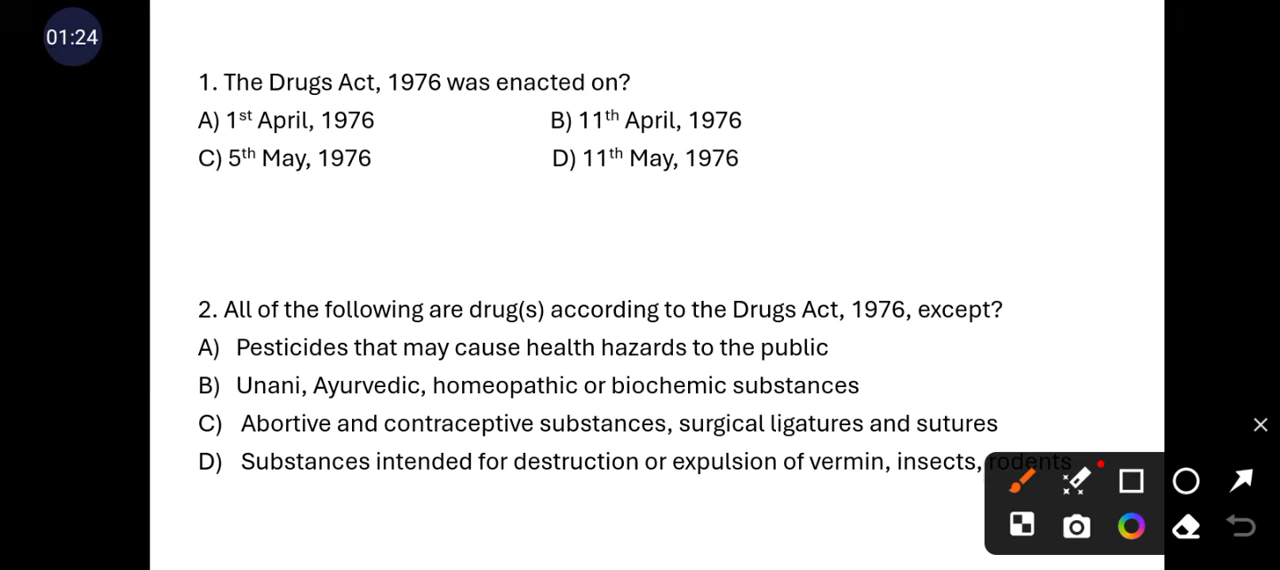 01:24
1. The Drugs Act, 1976 was enacted on?
A) 1st April, 1976 B) 11th April, 1976
C) 5th May, 1976 D) 11th May, 1976
2. All of the following are drug(s) according to the Drugs Act, 1976, except?
A) Pesticides that may cause health hazards to the public
B) Unani, Ayurvedic, homeopathic or biochemic substances
C) Abortive and contraceptive substances, surgical ligatures and sutures
D) Substances intended for destruction or expulsion of vermin, insects, rodents